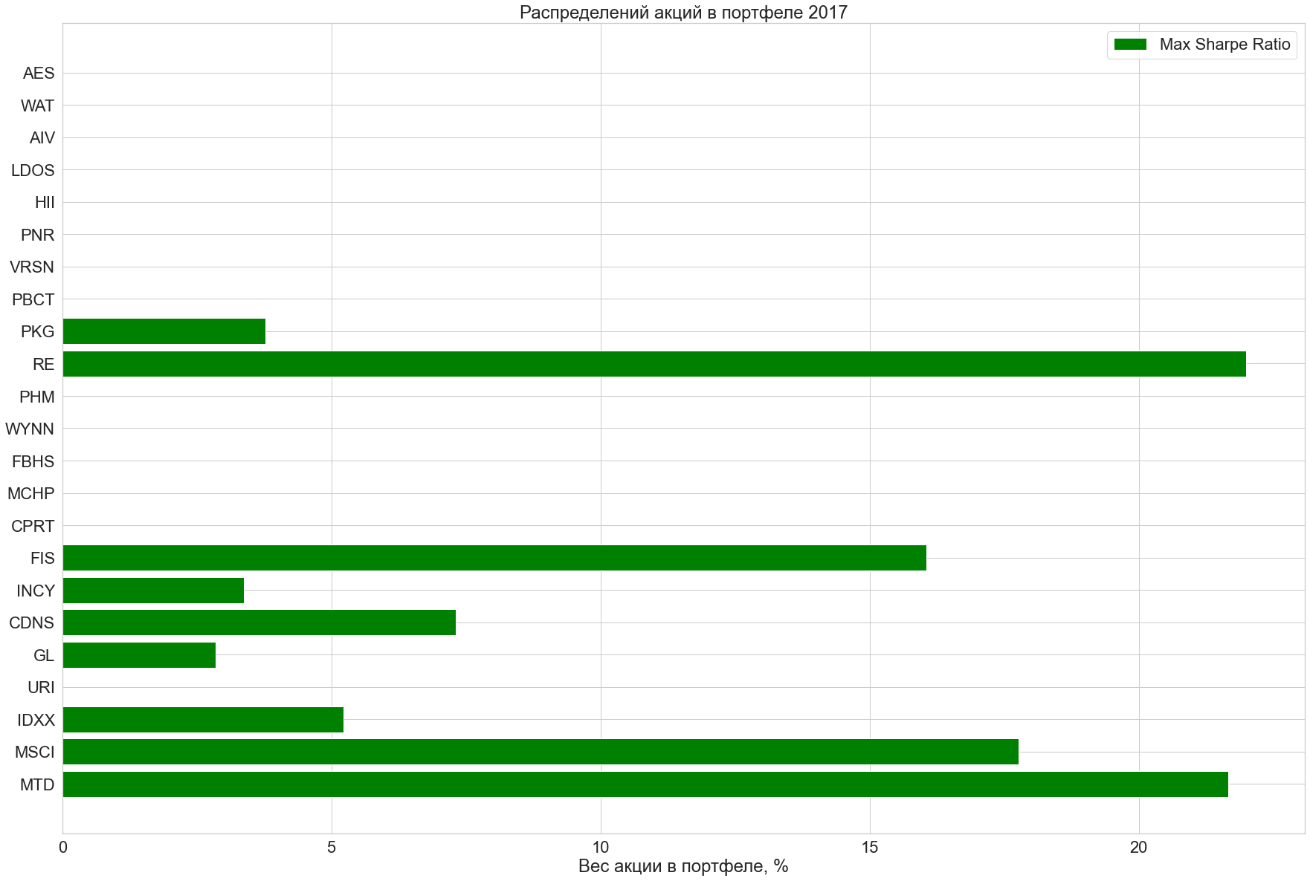 Распределений акций в портфеле 2017
Max Sharpe Ratio
AES
WAT
AIV
LDOS
HII
PNR
VRSN
PBCT
PKG
RE
PHM
WYNN
FBHS
MCHP
CPRT
FIS
INCY
CDNS
GL
URI
IDXX
MSCI
MTD
0 5 10 15 20
Вес акции в портфеле, %